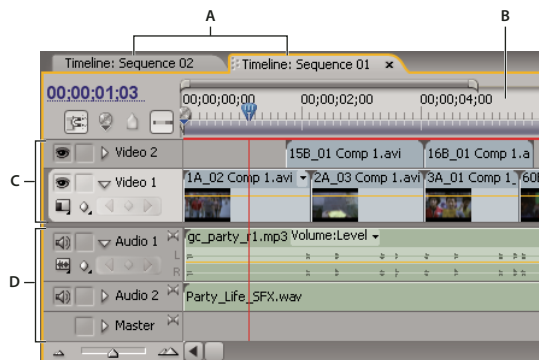 A
B
Timeline: Sequence 02
Timeline: Sequence 01 ×
00;00;01;03
00;00;00;00
00;00;02;00
00;00;04;00
C
Video 2
15B_01 Comp 1.avi
16B_01 Comp 1.a
Video 1
1A_02 Comp 1.avi
2A_03 Comp 1.avi
3A_01 Comp 1_
60
D
Audio 1
gc_party_r1.mp3 Volume:Level
L
R
Audio 2
Party_Life_SFX.wav
Master